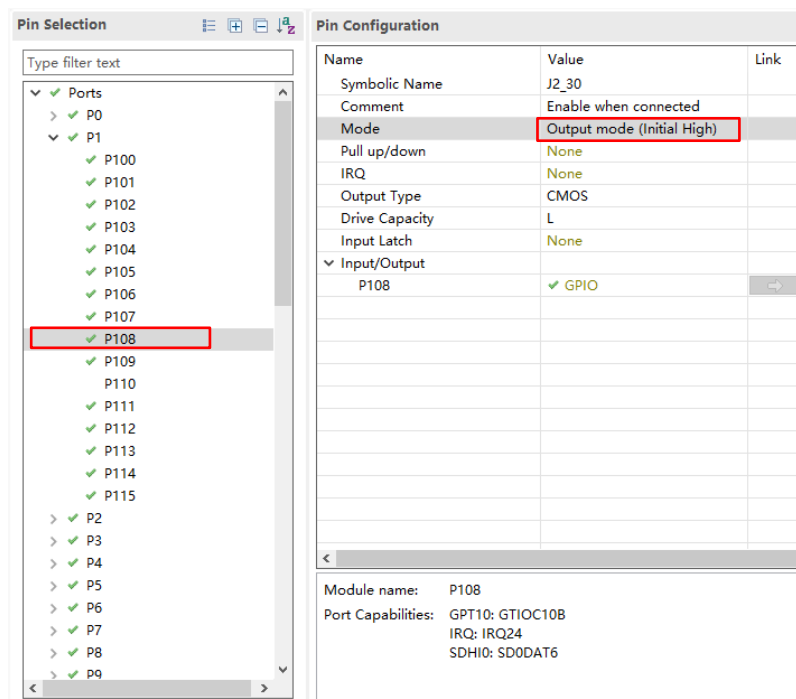 Pin Selection
Type filter text
Ports
P0
P1
P100
P101
P102
P103
P104
P105
P106
P107
P108
P109
P110
P111
P112
P113
P114
P115
P2
P3
P4
P5
P6
P7
P8
P9
Pin Configuration
Name Value Link
Symbolic Name J2_30
Comment Enable when connected
Mode Output mode (Initial High)
Pull up/down None
IRQ None
Output Type CMOS
Drive Capacity L
Input Latch None
Input/Output
P108 GPIO
Module name: P108
Port Capabilities: GPT10: GTIOC10B
IRQ: IRQ24
SDHI0: SD0DAT6